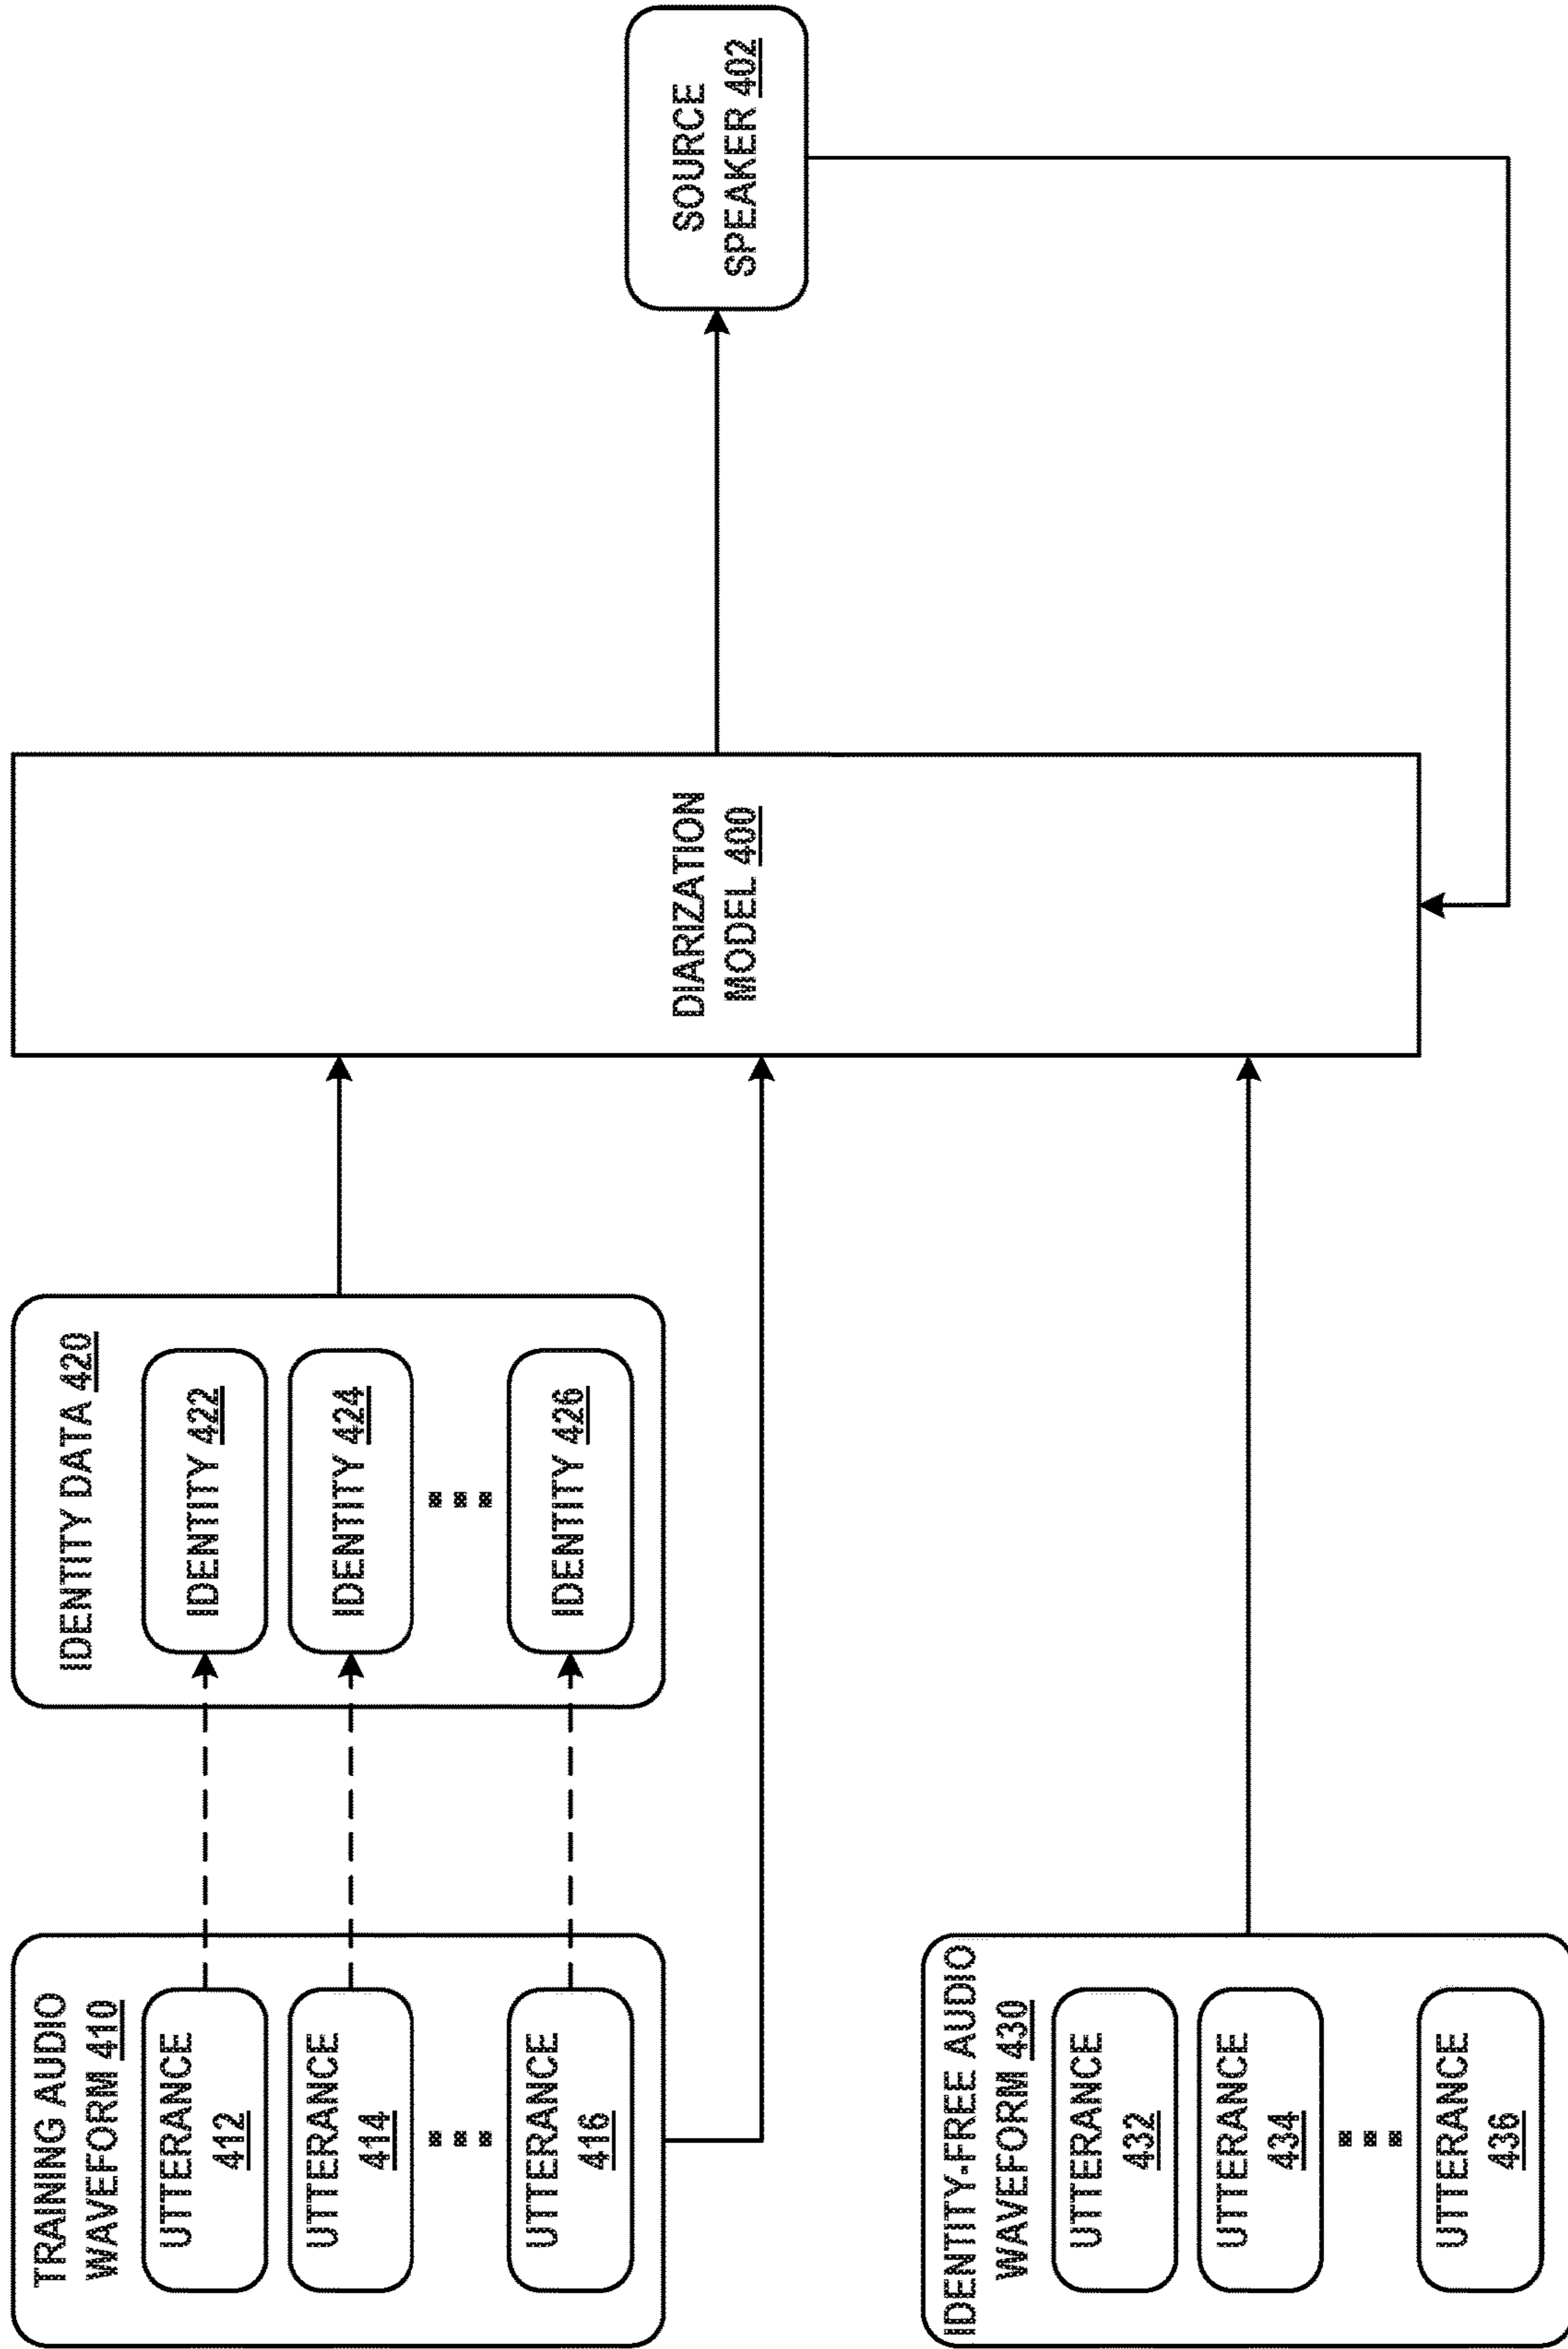 TRAINING AUDIO
WAVEFORM 410
UTTERANCE
412
UTTERANCE
414
UTTERANCE
416
IDENTITY DATA 420
IDENTITY 422
IDENTITY 424
IDENTITY 426
IDENTITY-FREE AUDIO
WAVEFORM 430
UTTERANCE
432
UTTERANCE
434
UTTERANCE
436
DIARIZATION
MODEL 400
SOURCE
SPEAKER 402